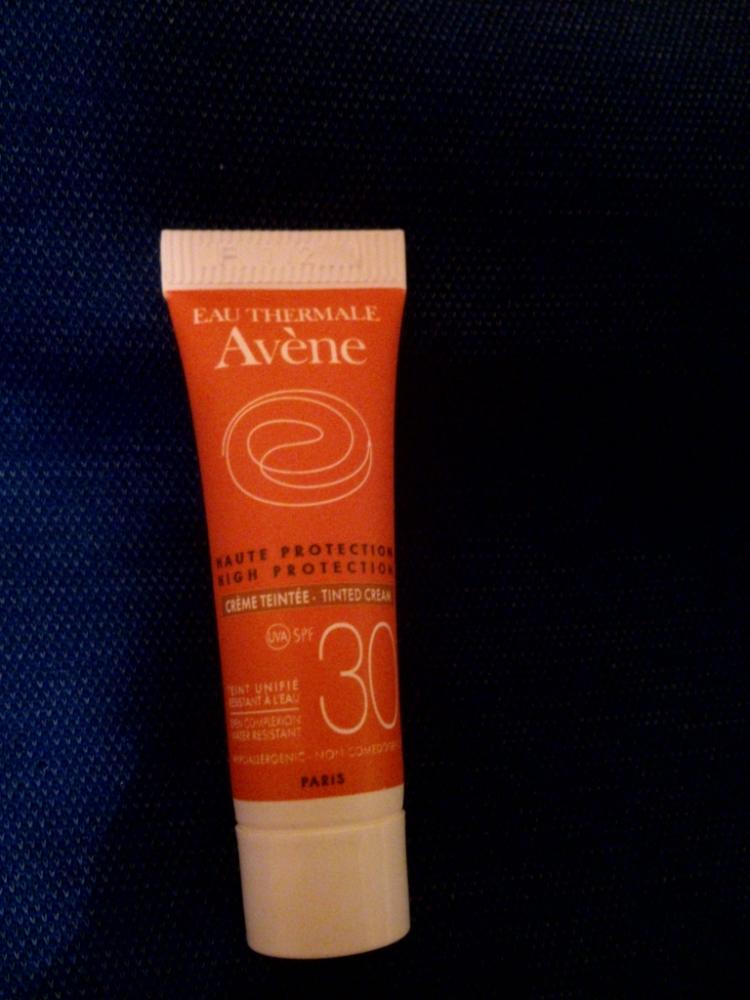 EAU THERMALE
Avène
HAUTE PROTECTION
HIGH PROTECTION
CRÈME TEINTÉE - TINTED CREAM
UVA SPF 30
TEINT UNIFIÉ
RÉSISTANT À L'EAU
EVEN COMPLEXION
WATER RESISTANT
HYPOALLERGENIC - NON COMEDOGENIC
PARIS